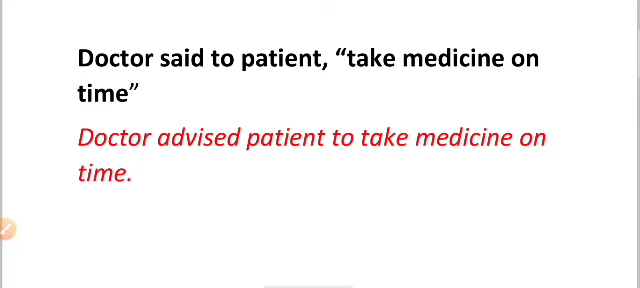 Doctor said to patient, “take medicine on
time”
Doctor advised patient to take medicine on
time.